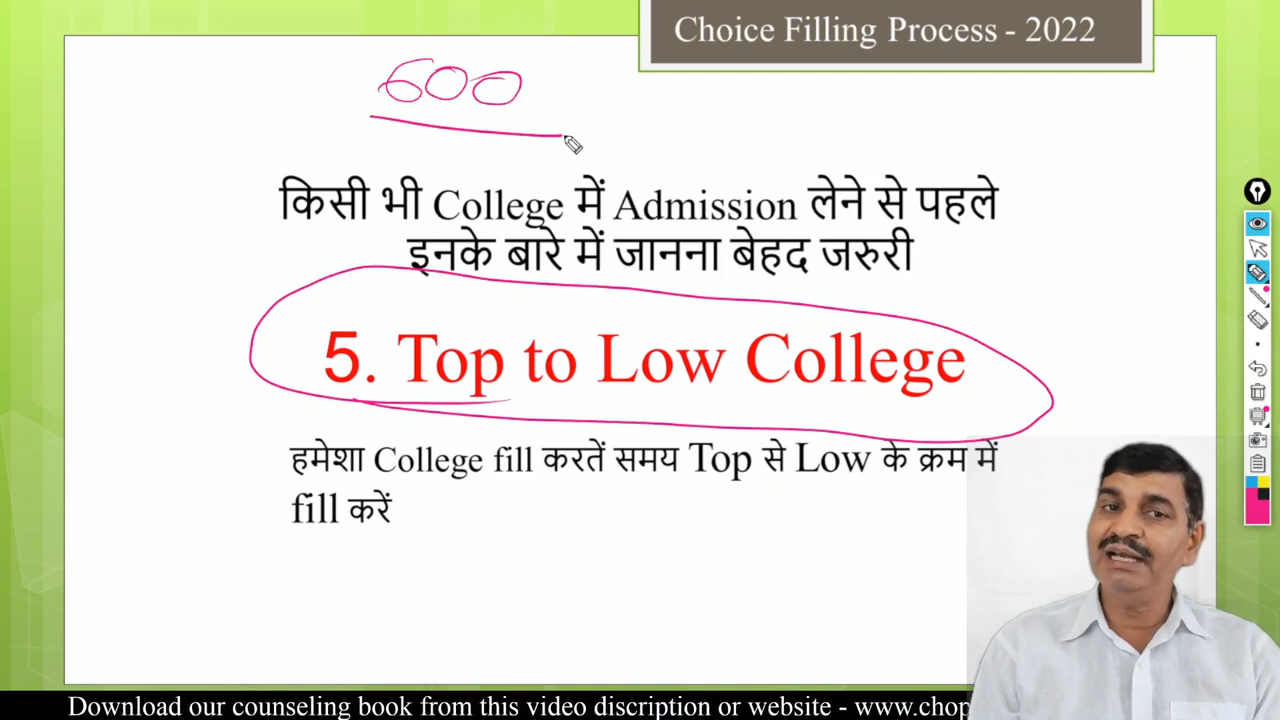 Choice Filling Process - 2022
600
किसी भी College में Admission लेने से पहले
इनके बारे में जानना बेहद जरुरी
5. Top to Low College
हमेशा College fill करतें समय Top से Low के क्रम में
fill करें
Download our counseling book from this video discription or website - www.chop